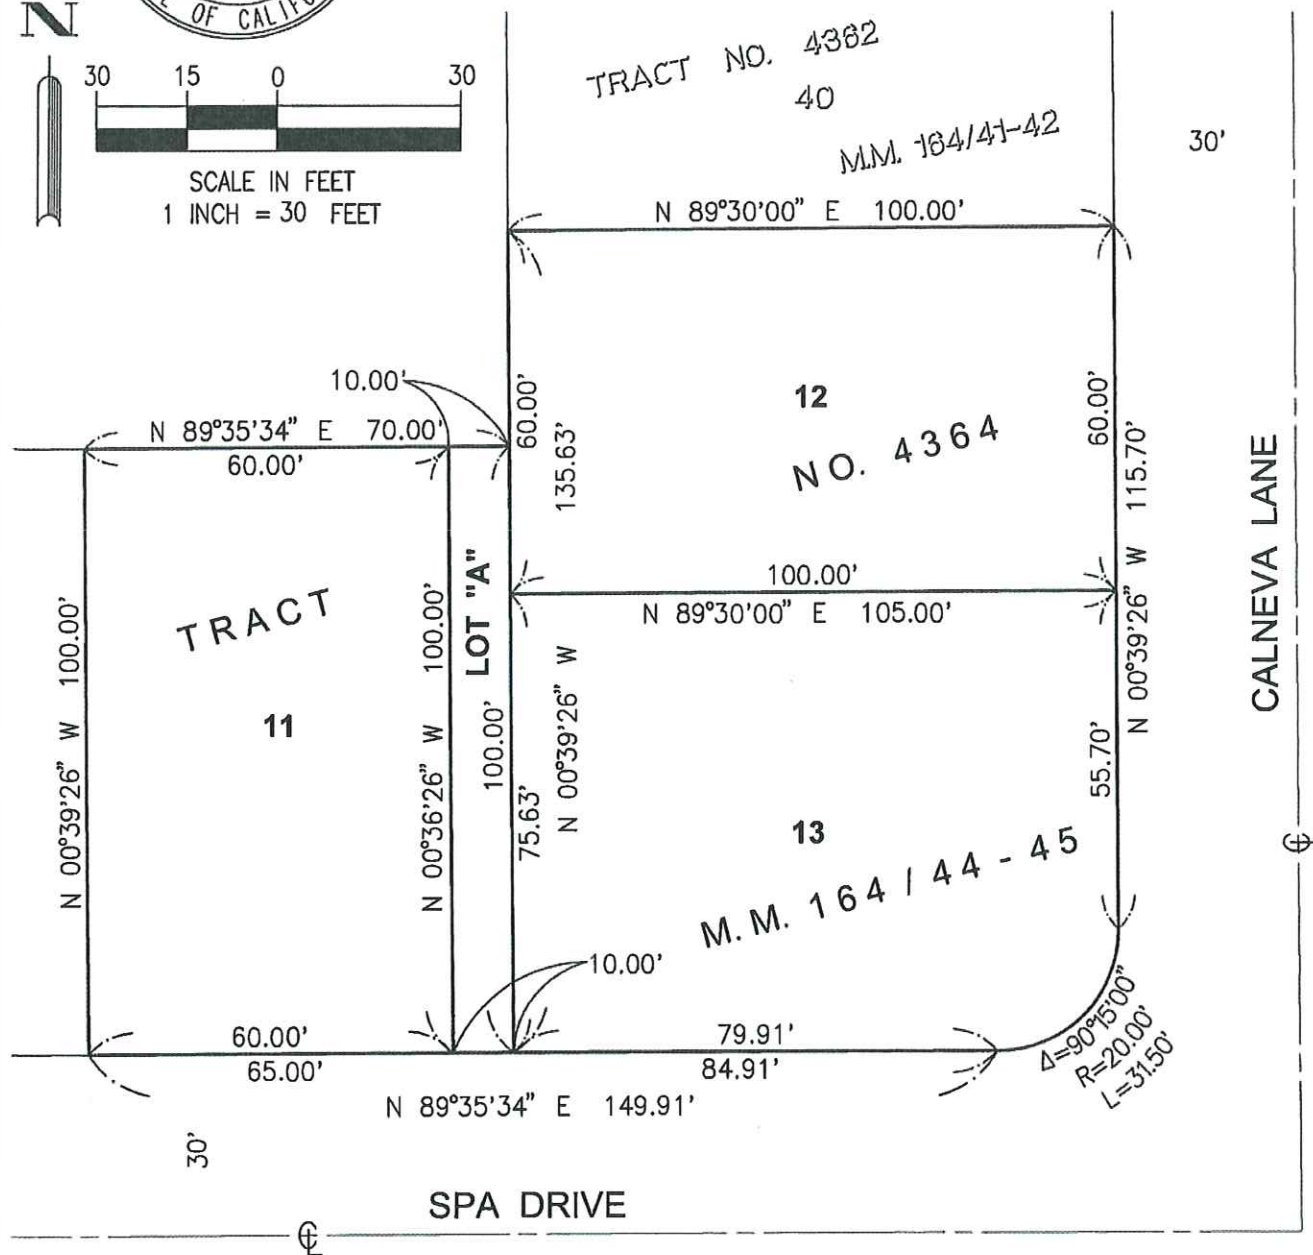 N
OF CALIF
30 15 0 30
SCALE IN FEET
1 INCH = 30 FEET
TRACT NO. 4362
40
M.M. 164/41-42
30'
N 89°30'00" E 100.00'
10.00'
N 89°35'34" E 70.00'
60.00'
60.00'
135.63'
12
NO. 4364
60.00'
N 00°39'26" W 115.70'
CALNEVA LANE
100.00'
N 89°30'00" E 105.00'
TRACT
11
N 00°39'26" W 100.00'
N 00°36'26" W 100.00'
LOT "A"
100.00'
75.63'
N 00°39'26" W
55.70'
13
M.M. 164 / 44 - 45
10.00'
60.00'
65.00'
79.91'
84.91'
Δ=90°15'00"
R=20.00'
L=31.50'
N 89°35'34" E 149.91'
30'
SPA DRIVE